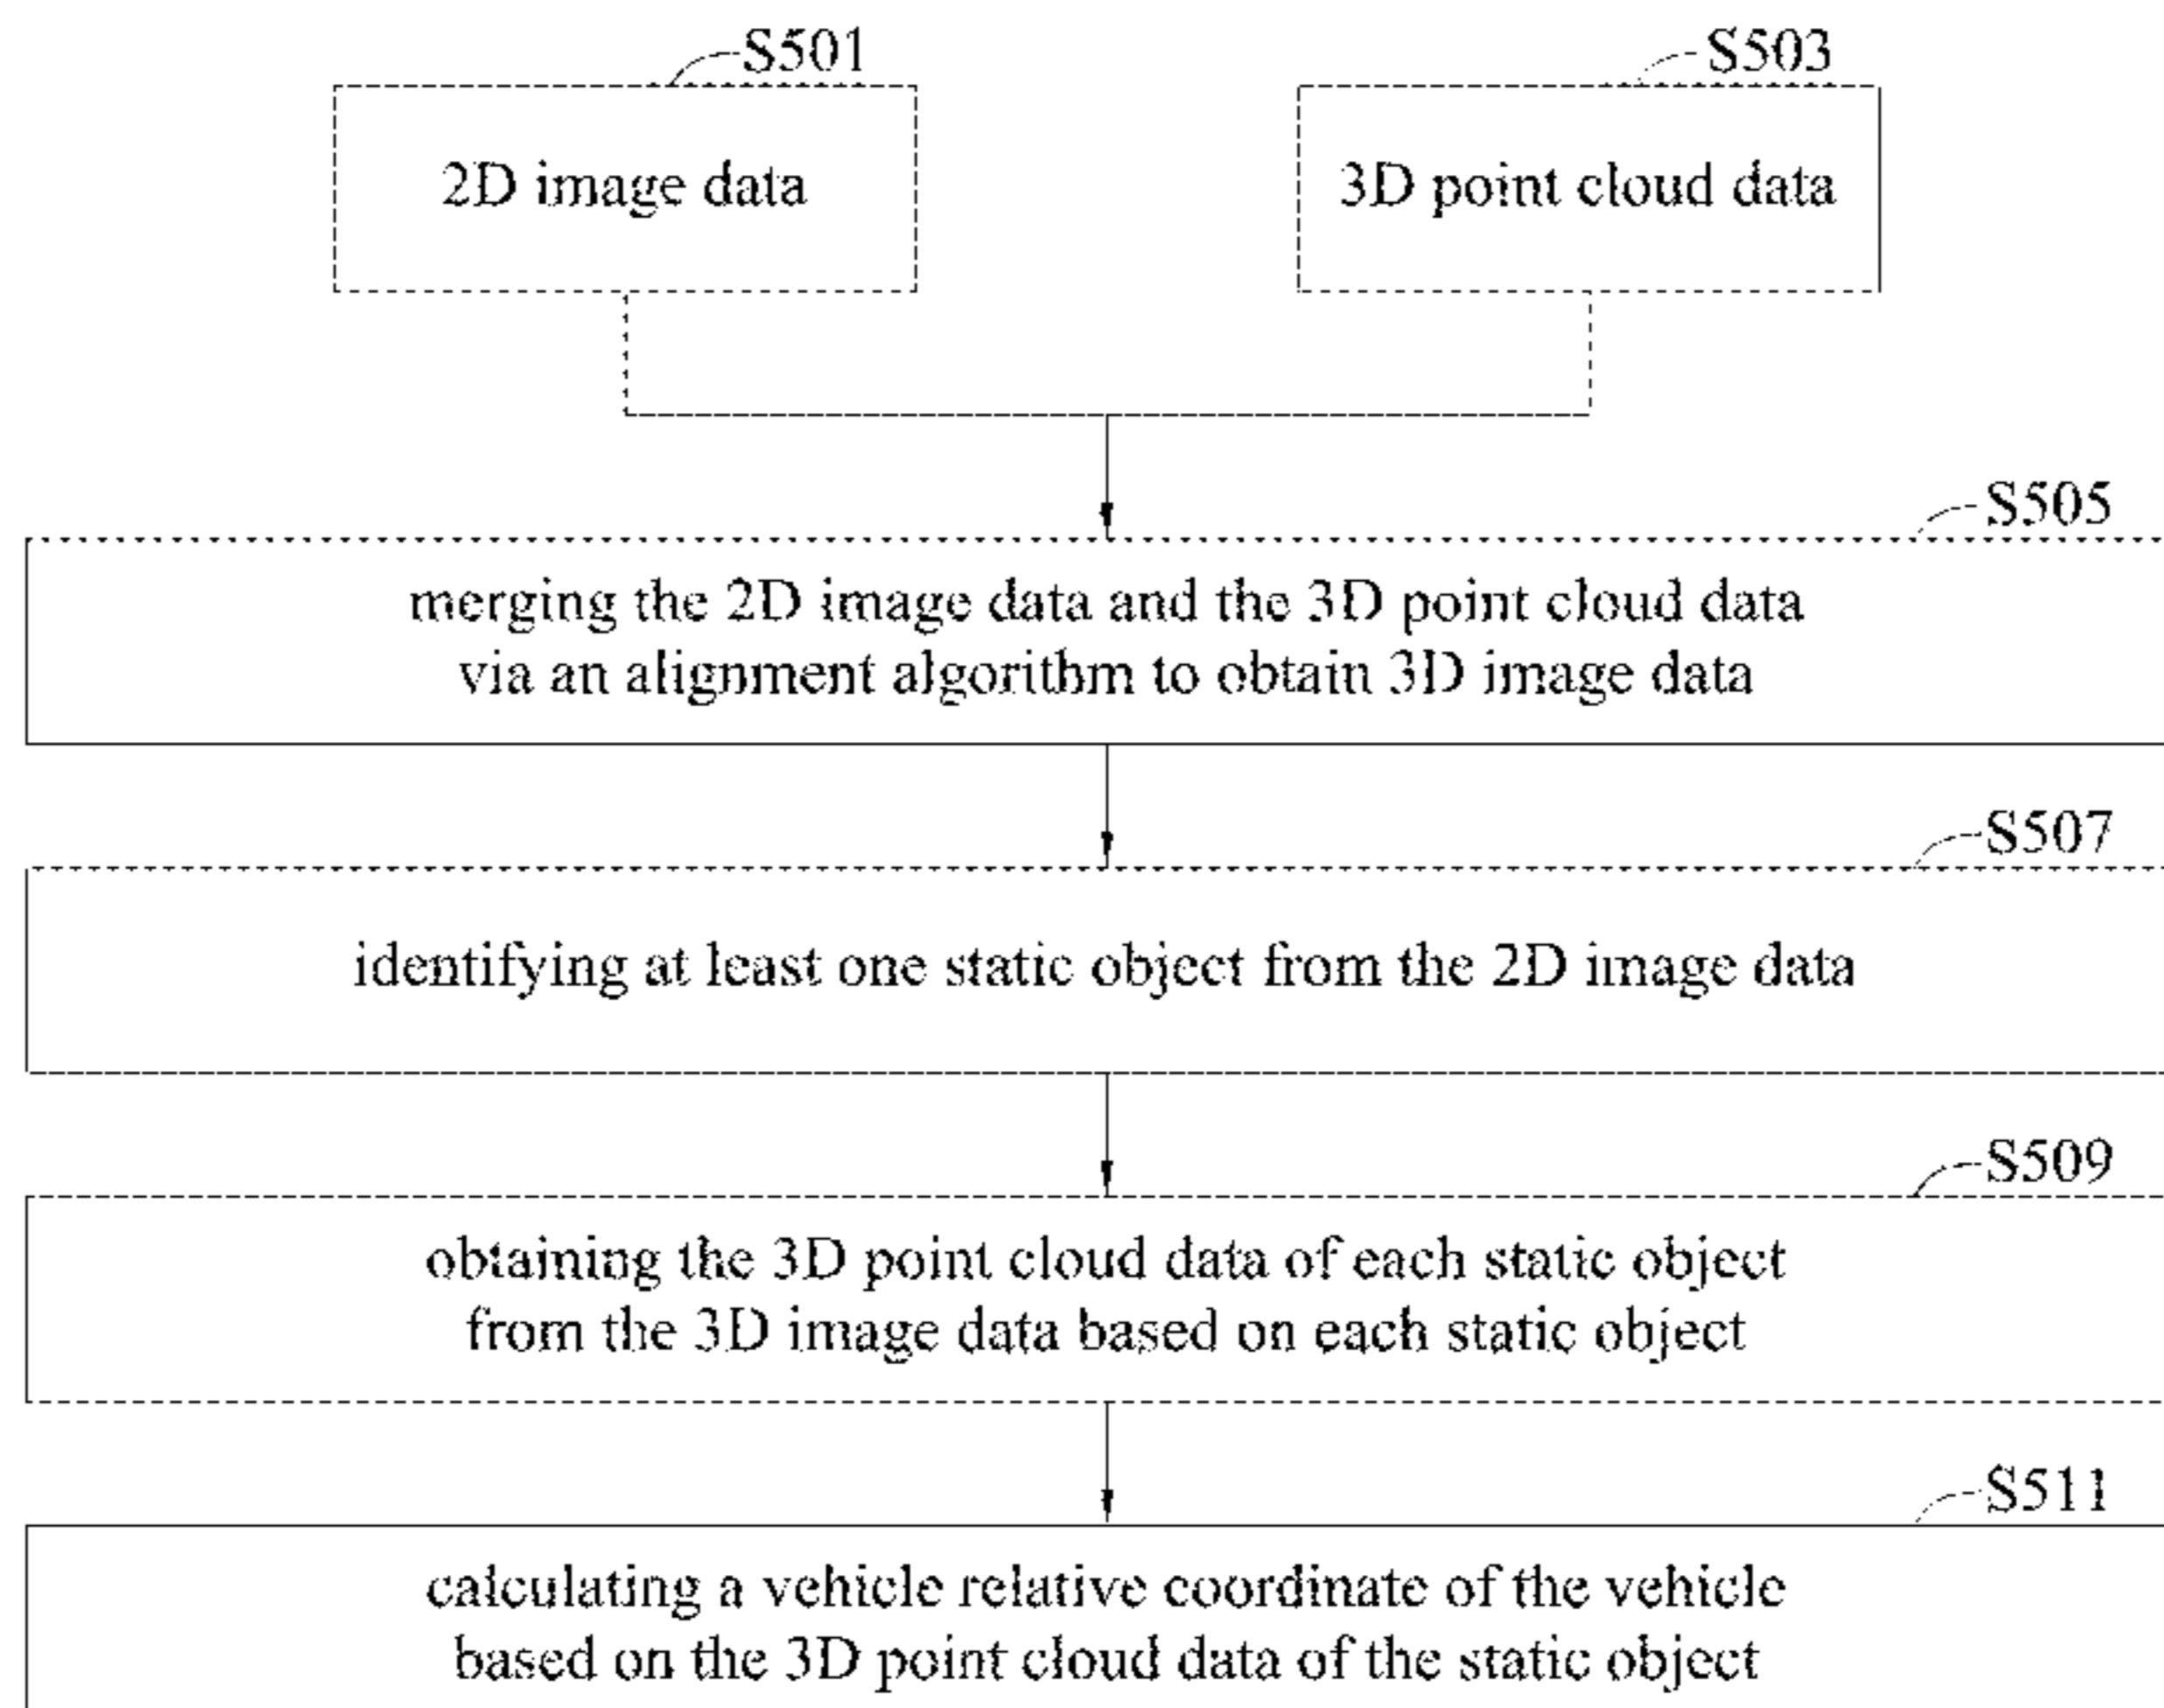 S501
2D image data
S503
3D point cloud data
S505
merging the 2D image data and the 3D point cloud data
via an alignment algorithm to obtain 3D image data
S507
identifying at least one static object from the 2D image data
S509
obtaining the 3D point cloud data of each static object
from the 3D image data based on each static object
S511
calculating a vehicle relative coordinate of the vehicle
based on the 3D point cloud data of the static object